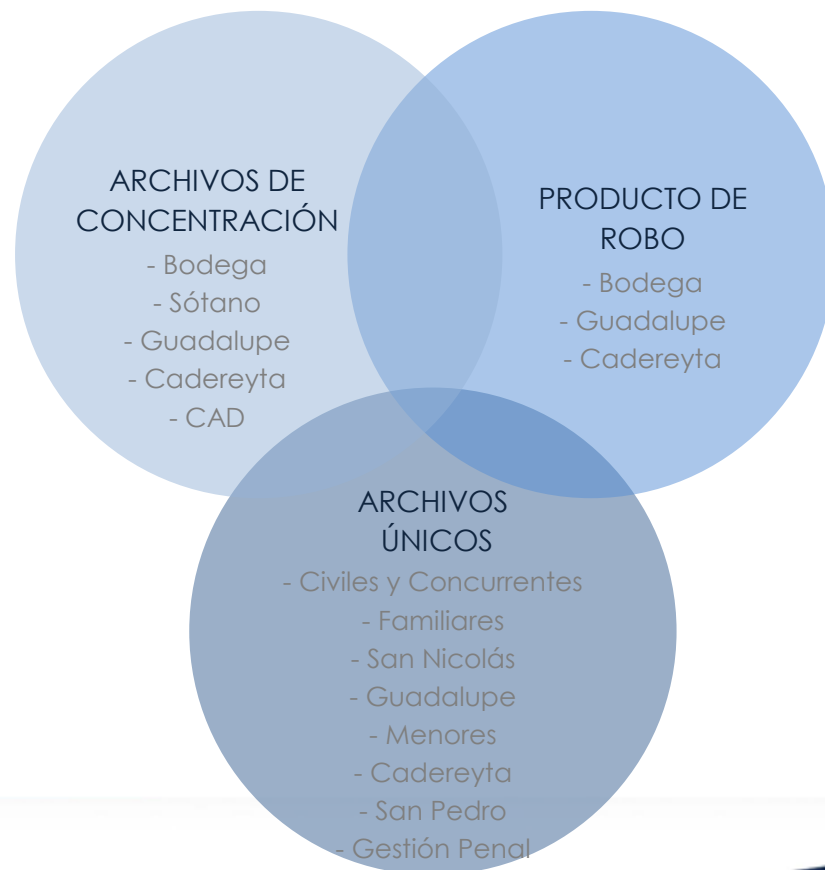 ARCHIVOS DE
CONCENTRACIÓN
- Bodega
- Sótano
- Guadalupe
- Cadereyta
- CAD
PRODUCTO DE
ROBO
- Bodega
- Guadalupe
- Cadereyta
ARCHIVOS
ÚNICOS
- Civiles y Concurrentes
- Familiares
- San Nicolás
- Guadalupe
- Menores
- Cadereyta
- San Pedro
- Gestión Penal